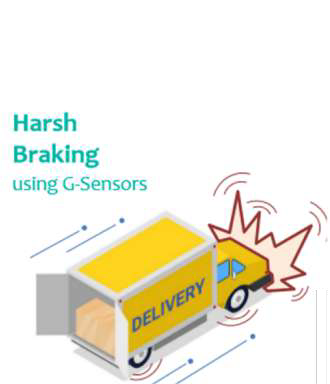 Harsh
Braking
using G-Sensors
DELIVERY